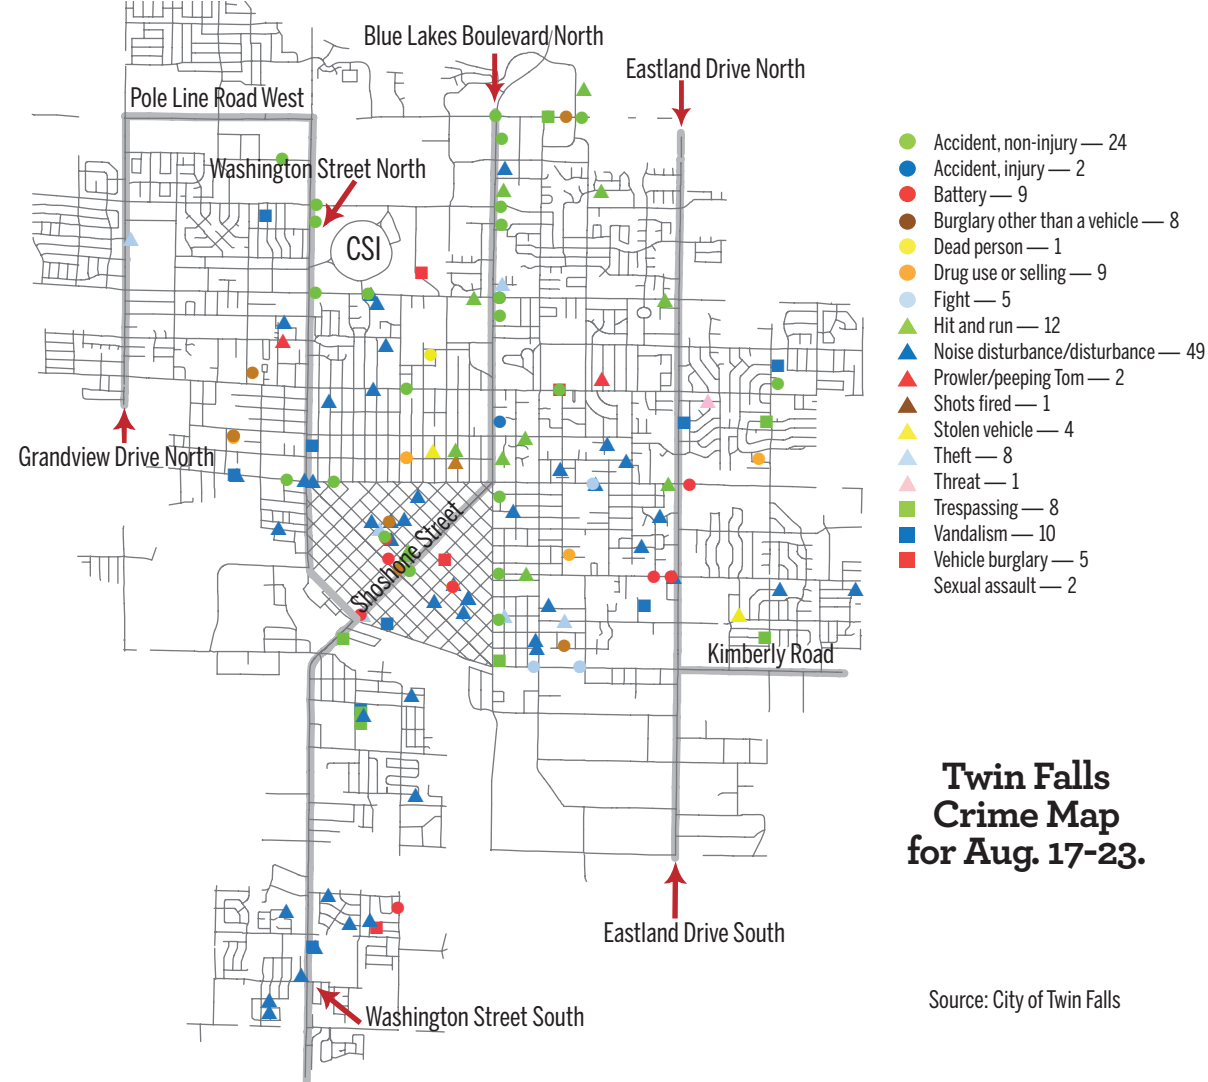 Blue Lakes Boulevard North
Eastland Drive North
Pole Line Road West
Washington Street North
CSI
Grandview Drive North
Shoshone Street
Kimberly Road
Eastland Drive South
Washington Street South
Accident, non-injury — 24
Accident, injury — 2
Battery — 9
Burglary other than a vehicle — 8
Dead person — 1
Drug use or selling — 9
Fight — 5
Hit and run — 12
Noise disturbance/disturbance — 49
Prowler/peeping Tom — 2
Shots fired — 1
Stolen vehicle — 4
Theft — 8
Threat — 1
Trespassing — 8
Vandalism — 10
Vehicle burglary — 5
Sexual assault — 2
Twin Falls
Crime Map
for Aug. 17-23.
Source: City of Twin Falls